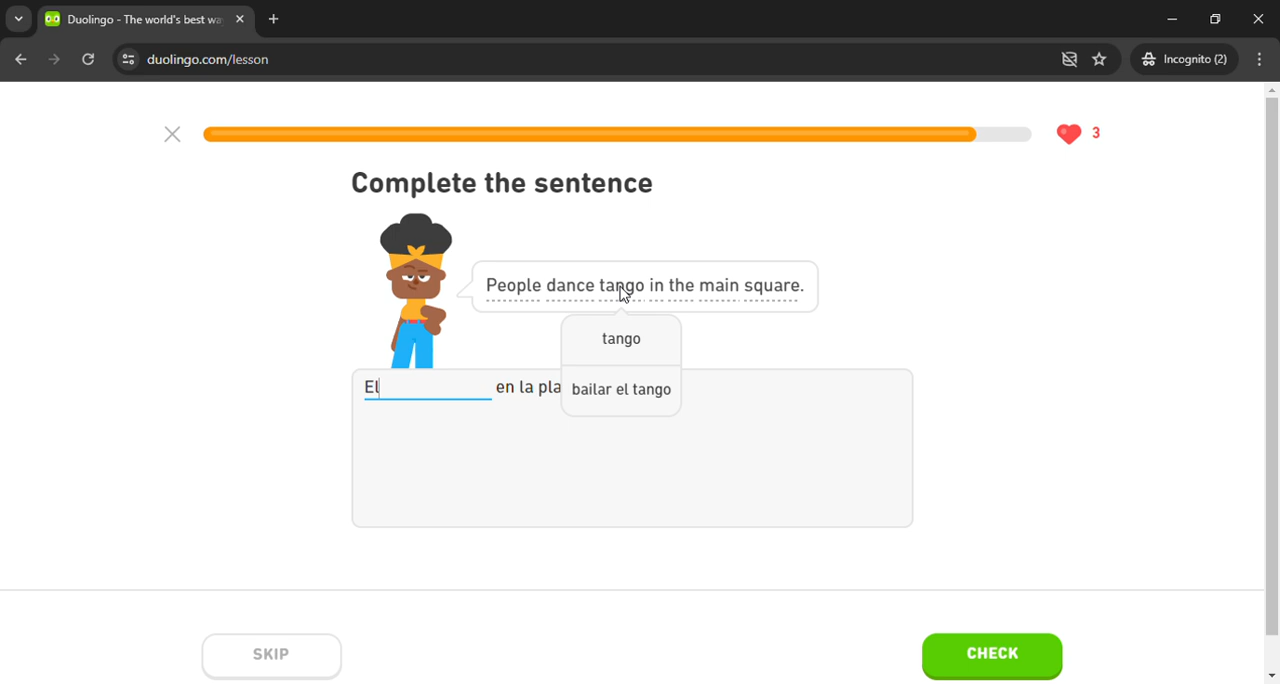 Duolingo - The world's best wa
duolingo.com/lesson
Incognito (2)
3
Complete the sentence
People dance tango in the main square.
tango
bailar el tango
El en la pla
SKIP
CHECK